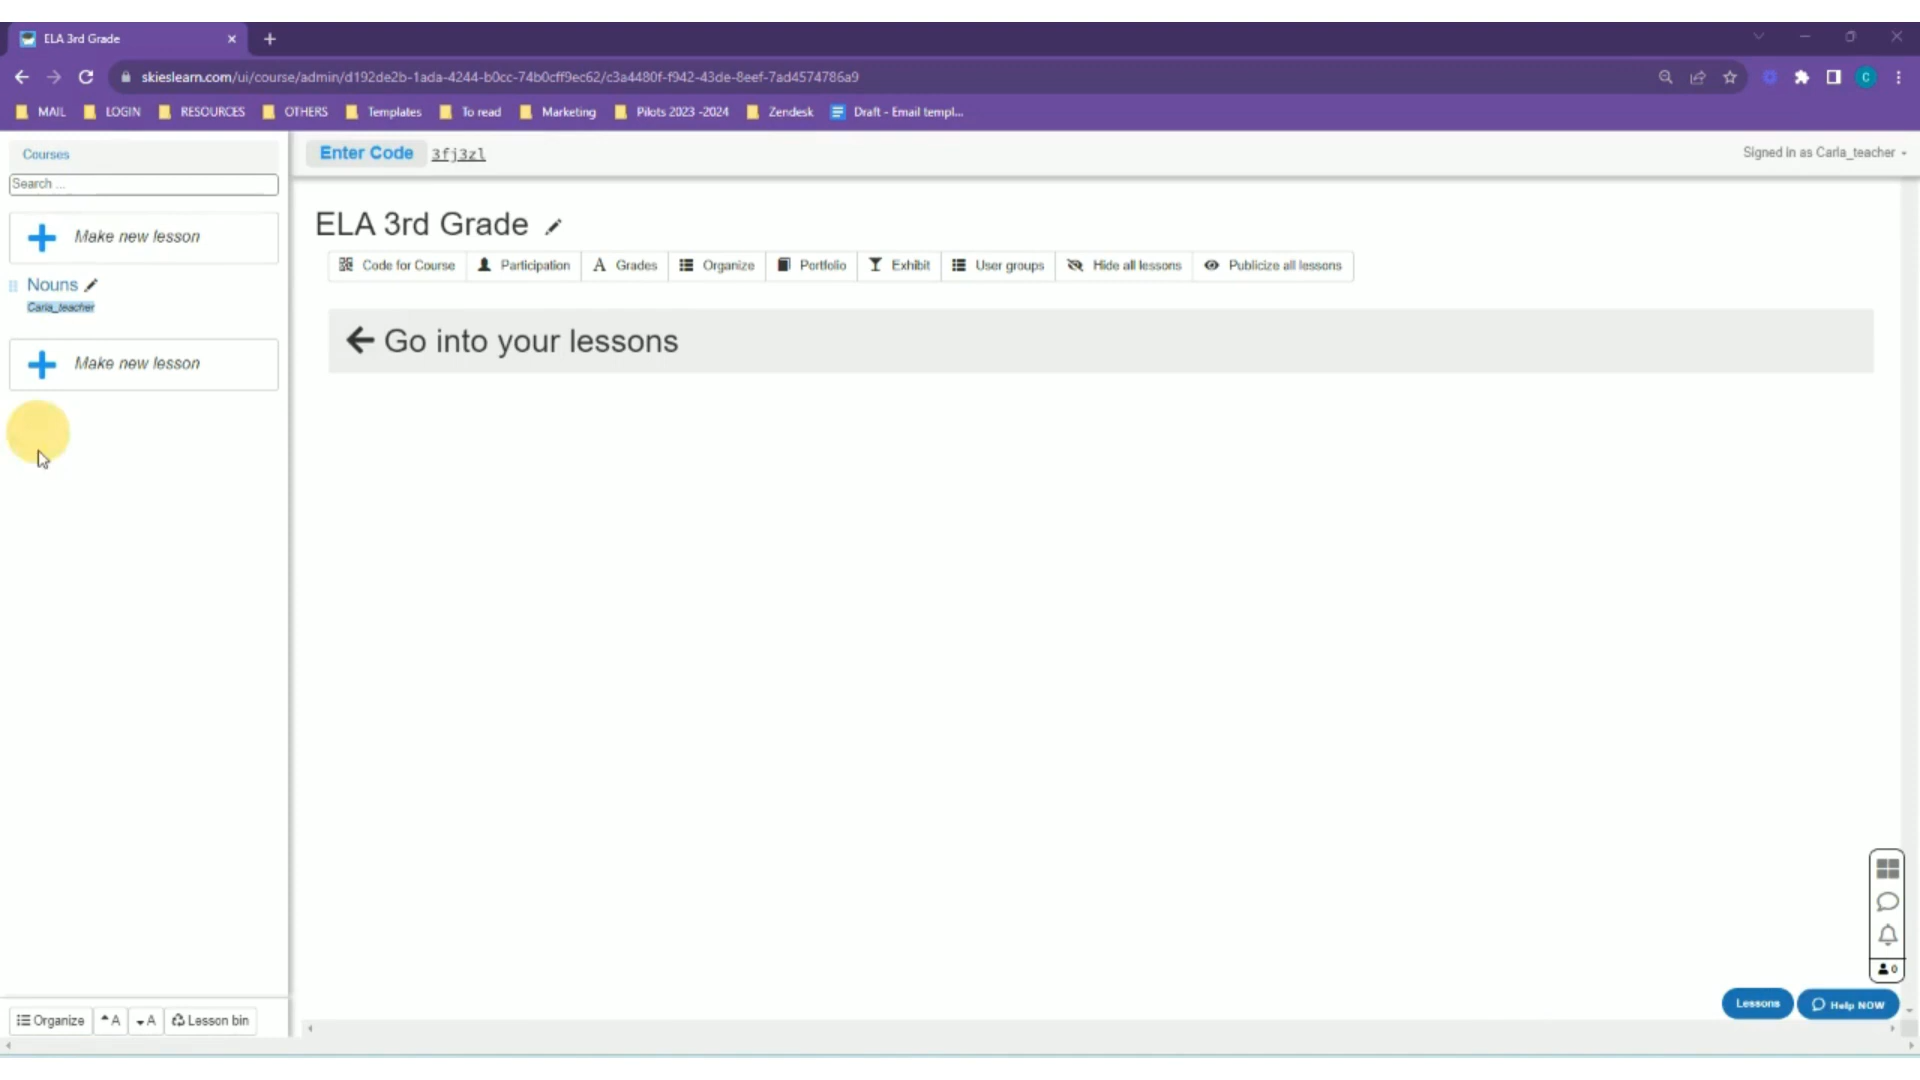 ELA 3rd Grade
skieslearn.com/ui/course/admin/d192de2b-1ada-4244-b0cc-74b0cff9ec62/c3a4480f-f942-43de-8eef-7ad4574786a9
C
MAIL LOGIN RESOURCES OTHERS Templates To read Marketing Pilots 2023 -2024 Zendesk Draft - Email templ...
Courses
Search ...
Make new lesson
Nouns
Carla_teacher
Make new lesson
Enter Code 3fj3zl
Signed in as Carla_teacher
ELA 3rd Grade
Code for Course Participation A Grades Organize Portfolio Exhibit User groups Hide all lessons Publicize all lessons
Go into your lessons
0
Lessons Help NOW
Organize A A Lesson bin